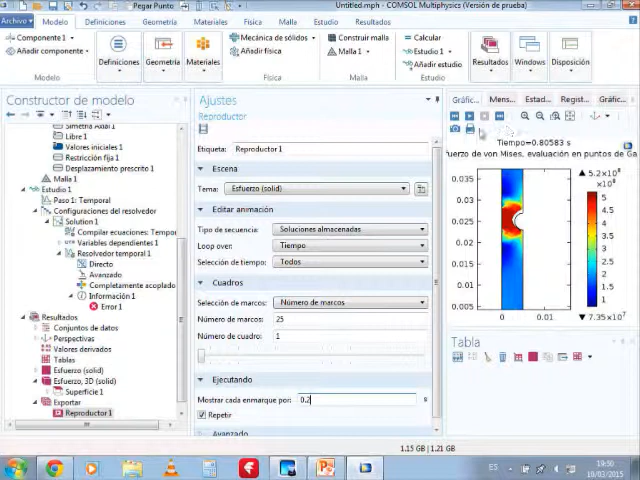 Pegar Punto
Untitled.mph - COMSOL Multiphysics (Versión de prueba)
Archivo Modelo Definiciones Geometría Materiales Física Malla Estudio Resultados
Componente 1
Añadir componente
Modelo
Definiciones
Geometría
Materiales
Mecánica de sólidos
Añadir física
Física
Construir malla
Malla 1
Malla
Calcular
Estudio 1
Añadir estudio
Estudio
Resultados
Windows
Disposición
Constructor de modelo
Simetría Axial 1
Libre 1
Valores iniciales 1
Restricción fija 1
Desplazamiento prescrito 1
Malla 1
Estudio 1
Paso 1: Temporal
Configuraciones del resolvedor
Solution 1
Compilar ecuaciones: Tempor
Variables dependientes 1
Resolvedor temporal 1
Directo
Avanzado
Completamente acoplado
Información 1
Error 1
Resultados
Conjuntos de datos
Perspectivas
Valores derivados
Tablas
Esfuerzo (solid)
Esfuerzo, 3D (solid)
Superficie 1
Exportar
Reproductor 1
Ajustes
Reproductor
Etiqueta: Reproductor 1
Escena
Tema: Esfuerzo (solid)
Editar animación
Tipo de secuencia: Soluciones almacenadas
Loop over: Tiempo
Selección de tiempo: Todos
Cuadros
Selección de marcos: Número de marcos
Número de marcos: 25
Número de cuadro: 1
Ejecutando
Mostrar cada enmarque por: 0.2 s
Repetir
Avanzado
Gráfic... Mens... Estad... Regist... Gráfic...
Tiempo=0.80583 s
uerzo de von Mises, evaluación en puntos de Ga
0.035
0.03
0.025
0.02
0.015
0.01
0.005
0 0.01
▲ 5.2×10⁸
×10⁸
5
4
3
2
1
▼ 7.35×10⁷
Tabla
1.15 GB | 1.21 GB
ES
19:50
10/03/2015